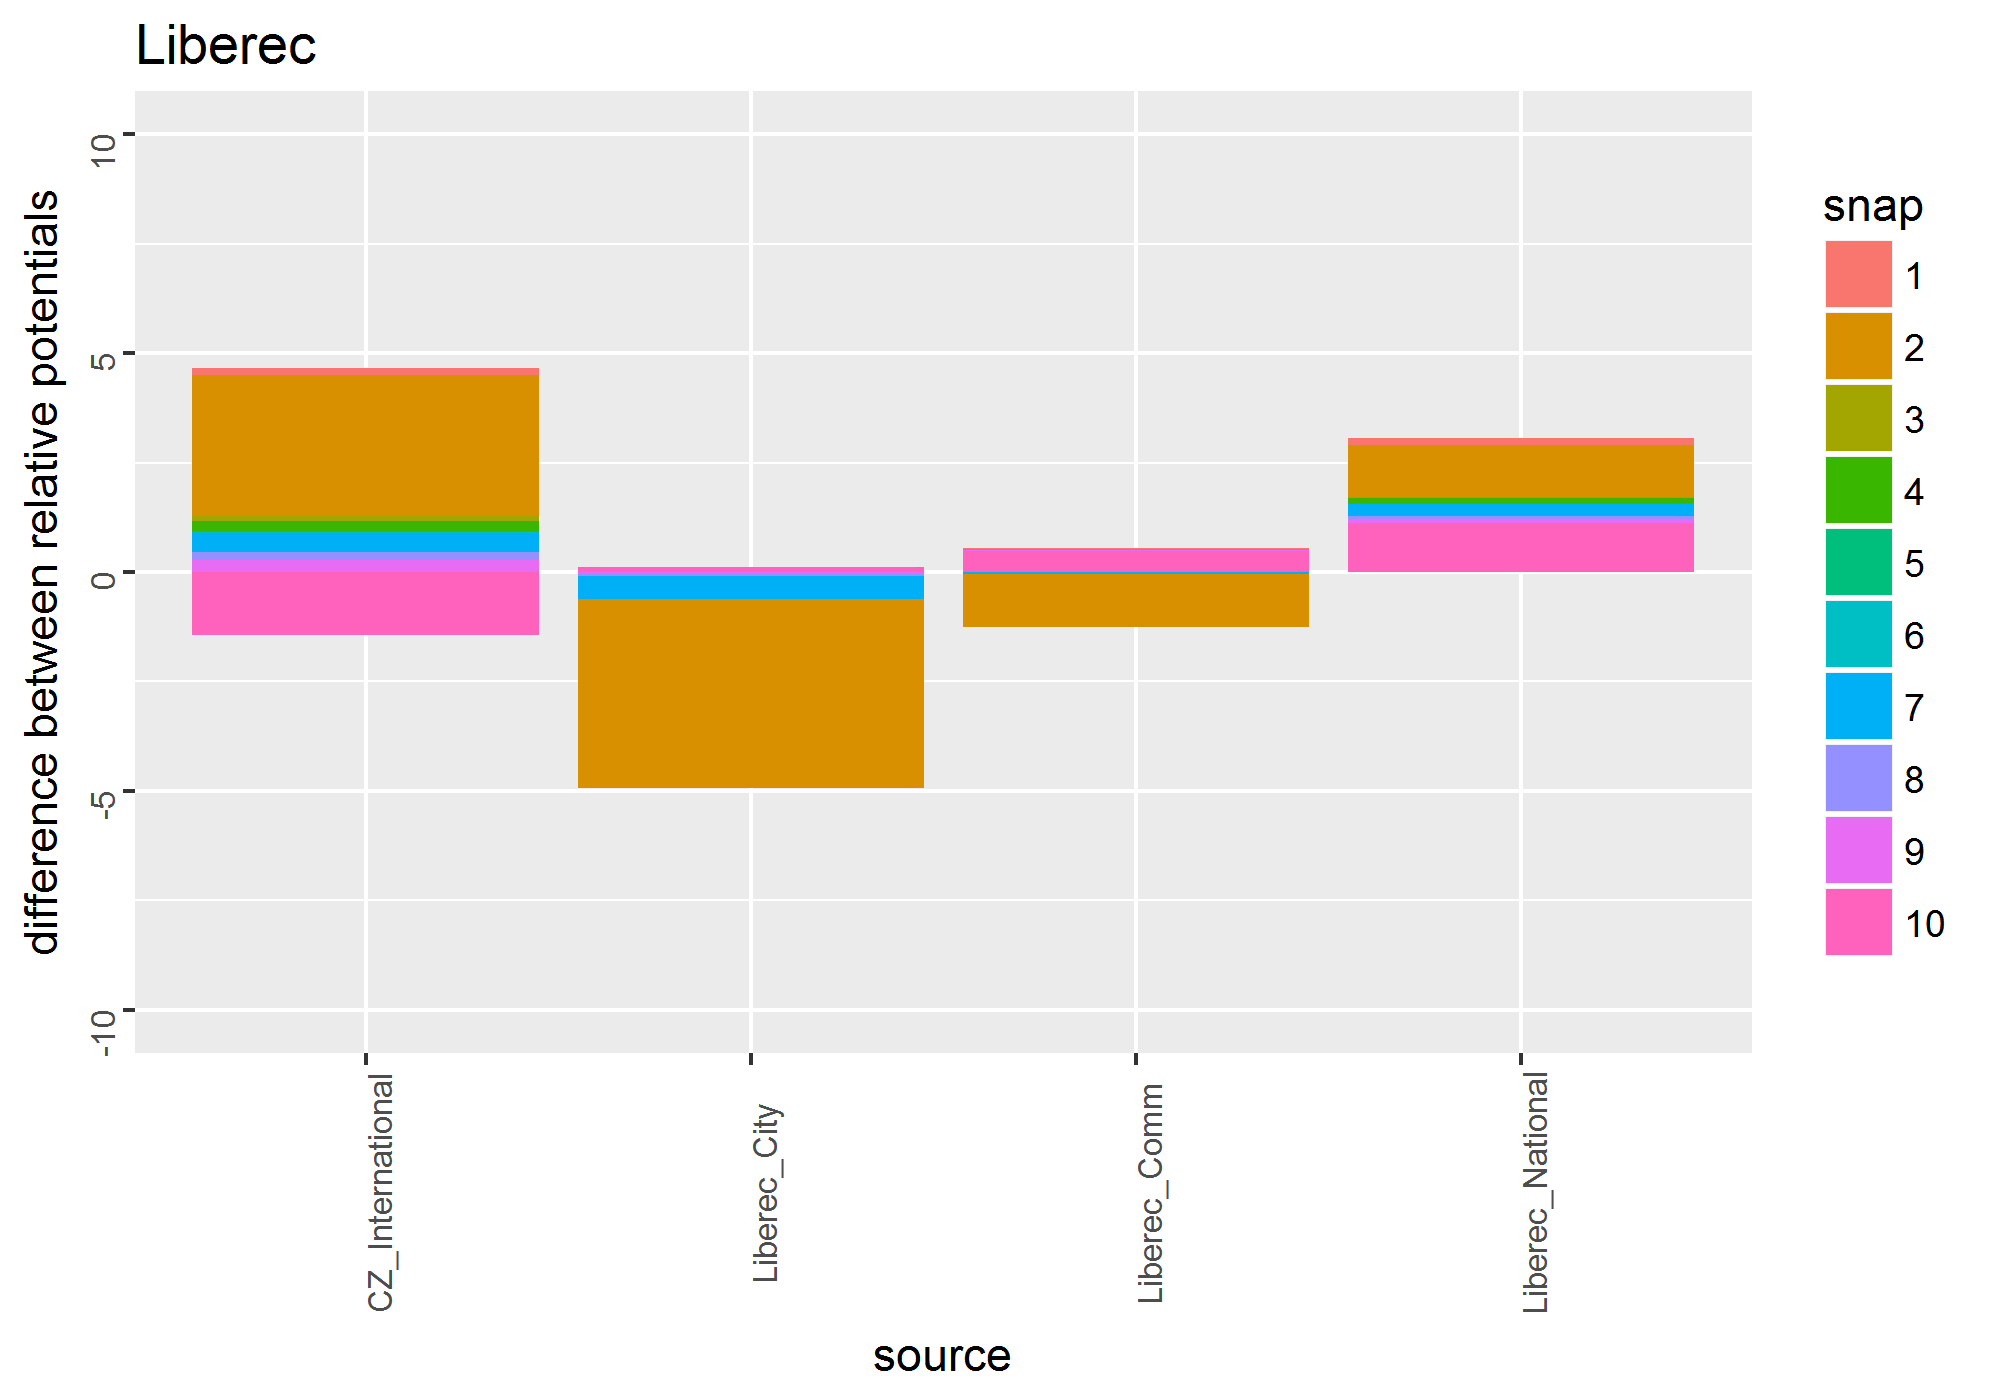 Liberec
difference between relative potentials
10
5
0
-5
-10
CZ_International
Liberec_City
Liberec_Comm
Liberec_National
source
snap
1
2
3
4
5
6
7
8
9
10